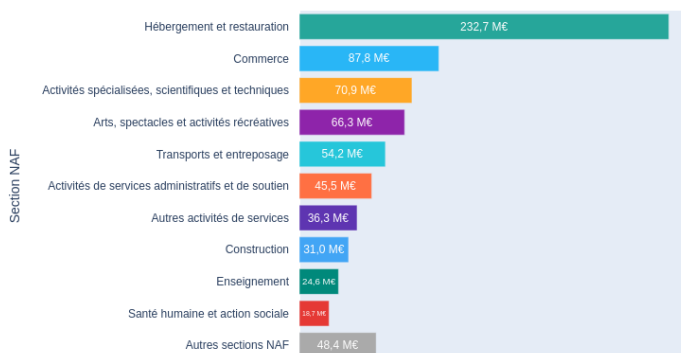 Section NAF
Hébergement et restauration 232,7 M€
Commerce 87,8 M€
Activités spécialisées, scientifiques et techniques 70,9 M€
Arts, spectacles et activités récréatives 66,3 M€
Transports et entreposage 54,2 M€
Activités de services administratifs et de soutien 45,5 M€
Autres activités de services 36,3 M€
Construction 31,0 M€
Enseignement 24,6 M€
Santé humaine et action sociale 18,7 M€
Autres sections NAF 48,4 M€